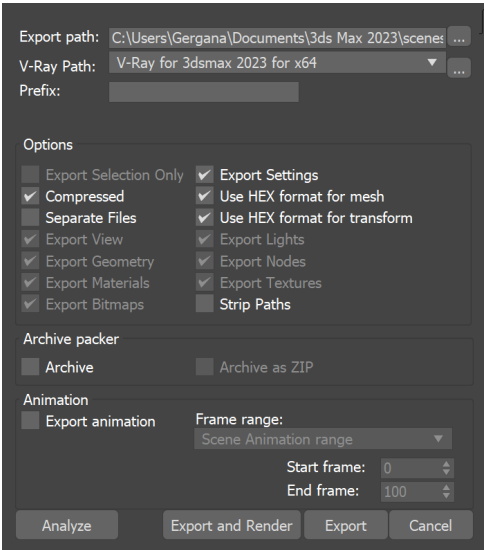 Export path: C:\Users\Gergana\Documents\3ds Max 2023\scenes ...
V-Ray Path: V-Ray for 3dsmax 2023 for x64 ...
Prefix:
Options
Export Selection Only Export Settings
Compressed Use HEX format for mesh
Separate Files Use HEX format for transform
Export View Export Lights
Export Geometry Export Nodes
Export Materials Export Textures
Export Bitmaps Strip Paths
Archive packer
Archive Archive as ZIP
Animation
Export animation Frame range:
Scene Animation range
Start frame: 0
End frame: 100
Analyze Export and Render Export Cancel